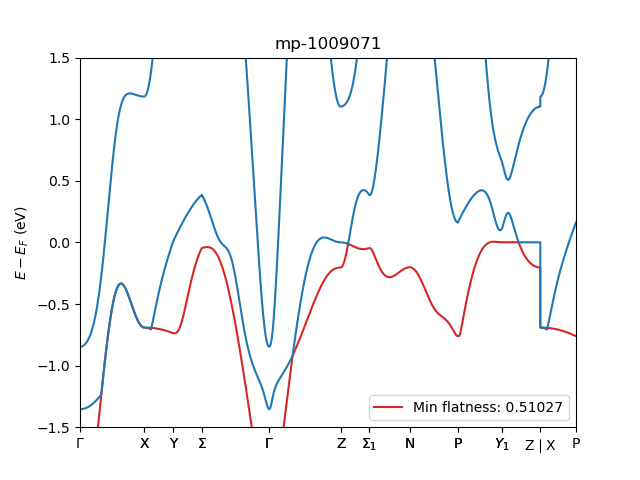 mp-1009071
E − E_F (eV)
1.5
1.0
0.5
0.0
−0.5
−1.0
−1.5
Min flatness: 0.51027
Γ X Y Σ Γ Z Σ₁ N P Y₁ Z | X P